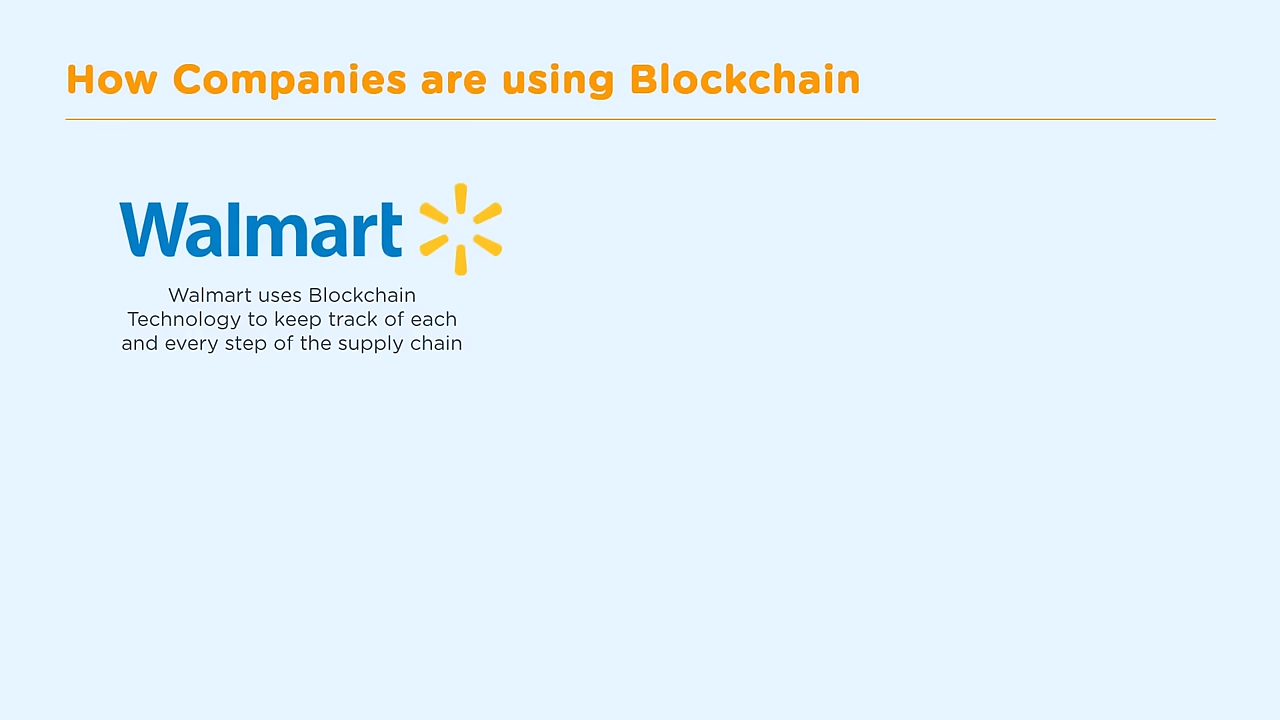 How Companies are using Blockchain
Walmart
Walmart uses Blockchain
Technology to keep track of each
and every step of the supply chain